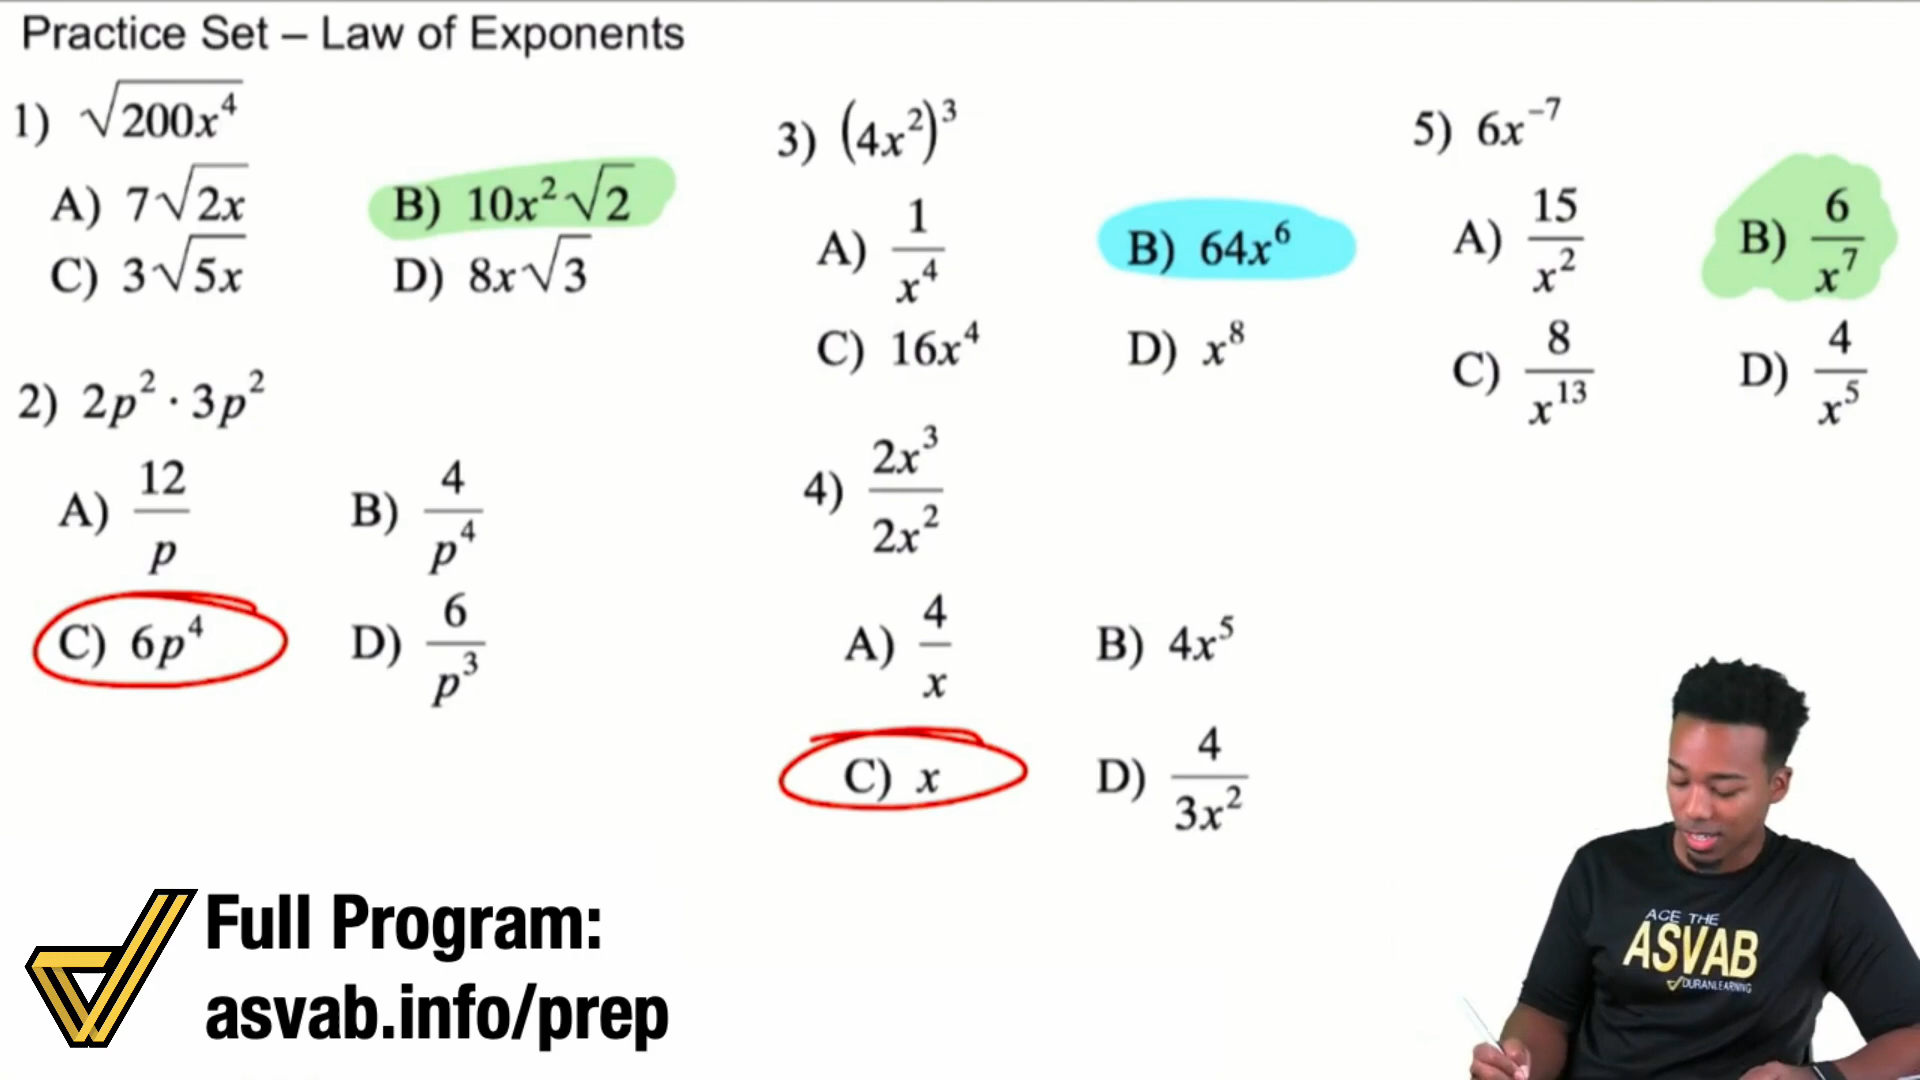 Practice Set – Law of Exponents
1) √200x⁴
A) 7√2x B) 10x²√2
C) 3√5x D) 8x√3
2) 2p² · 3p²
A) 12/p B) 4/p⁴
C) 6p⁴ D) 6/p³
3) (4x²)³
A) 1/x⁴ B) 64x⁶
C) 16x⁴ D) x⁸
4) 2x³/2x²
A) 4/x B) 4x⁵
C) x D) 4/3x²
5) 6x⁻⁷
A) 15/x² B) 6/x⁷
C) 8/x¹³ D) 4/x⁵
Full Program:
asvab.info/prep
ACE THE
ASVAB
DURANLEARNING